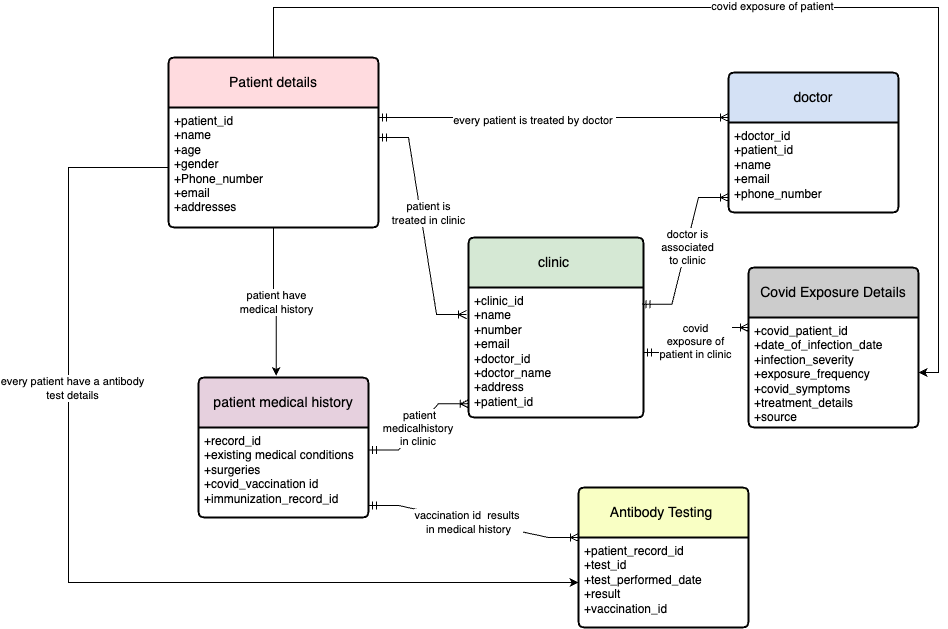 covid exposure of patient
Patient details
+patient_id
+name
+age
+gender
+Phone_number
+email
+addresses
every patient is treated by doctor
doctor
+doctor_id
+patient_id
+name
+email
+phone_number
patient is
treated in clinic
doctor is
associated
to clinic
clinic
+clinic_id
+name
+number
+email
+doctor_id
+doctor_name
+address
+patient_id
covid
exposure of
patient in clinic
Covid Exposure Details
+covid_patient_id
+date_of_infection_date
+infection_severity
+exposure_frequency
+covid_symptoms
+treatment_details
+source
patient have
medical history
every patient have a antibody
test details
patient medical history
+record_id
+existing medical conditions
+surgeries
+covid_vaccination id
+immunization_record_id
patient
medicalhistory
in clinic
vaccination id  results
in medical history
Antibody Testing
+patient_record_id
+test_id
+test_performed_date
+result
+vaccination_id